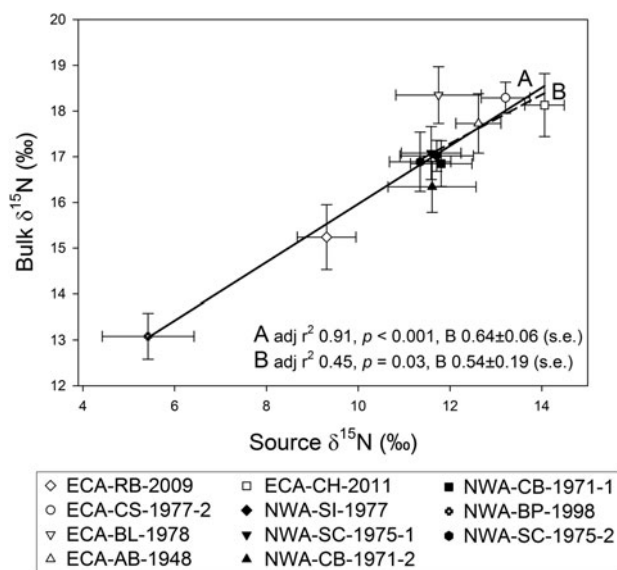 20
19
18
17
16
15
14
13
12
Bulk δ¹⁵N (‰)
A
B
A adj r² 0.91, p < 0.001, B 0.64±0.06 (s.e.)
B adj r² 0.45, p = 0.03, B 0.54±0.19 (s.e.)
4 6 8 10 12 14
Source δ¹⁵N (‰)
ECA-RB-2009 ECA-CH-2011 NWA-CB-1971-1
ECA-CS-1977-2 NWA-SI-1977 NWA-BP-1998
ECA-BL-1978 NWA-SC-1975-1 NWA-SC-1975-2
ECA-AB-1948 NWA-CB-1971-2